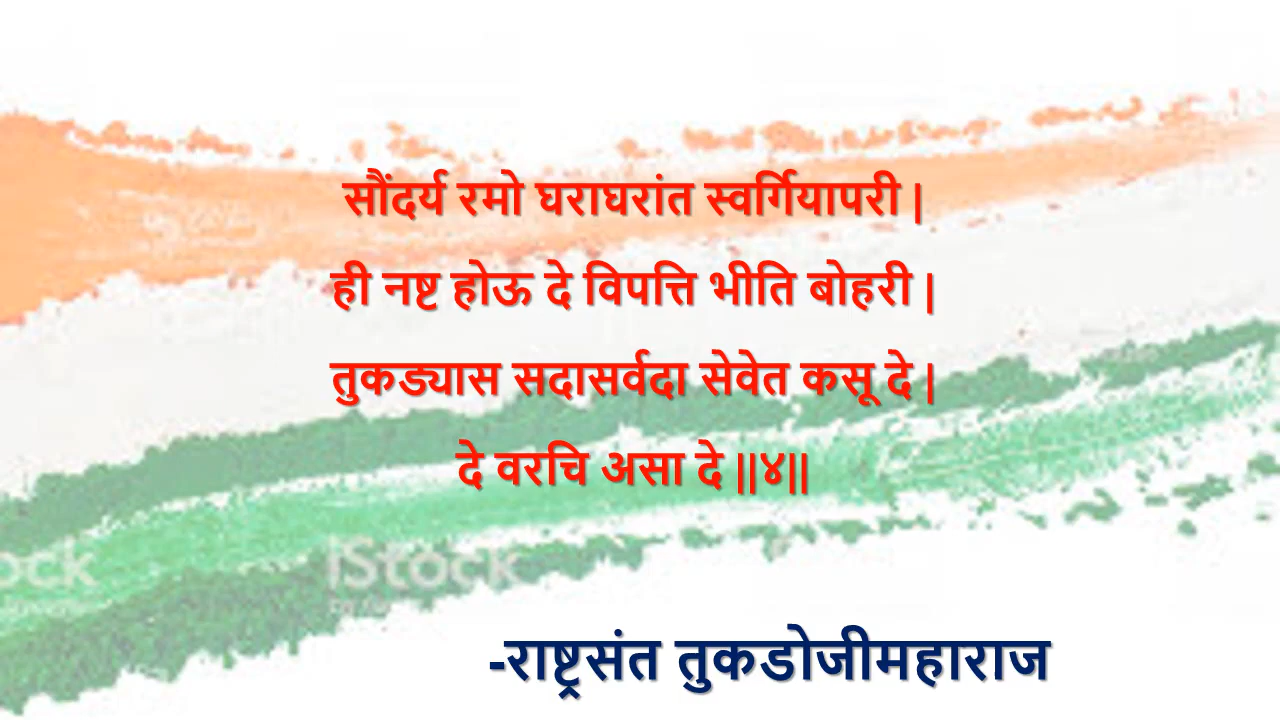 सौंदर्य रमो घराघरांत स्वर्गियापरी |
ही नष्ट होऊ दे विपत्ति भीति बोहरी |
तुकड्यास सदासर्वदा सेवेत कसू दे |
दे वरचि असा दे ||४||
ock
iStock
-राष्ट्रसंत तुकडोजीमहाराज